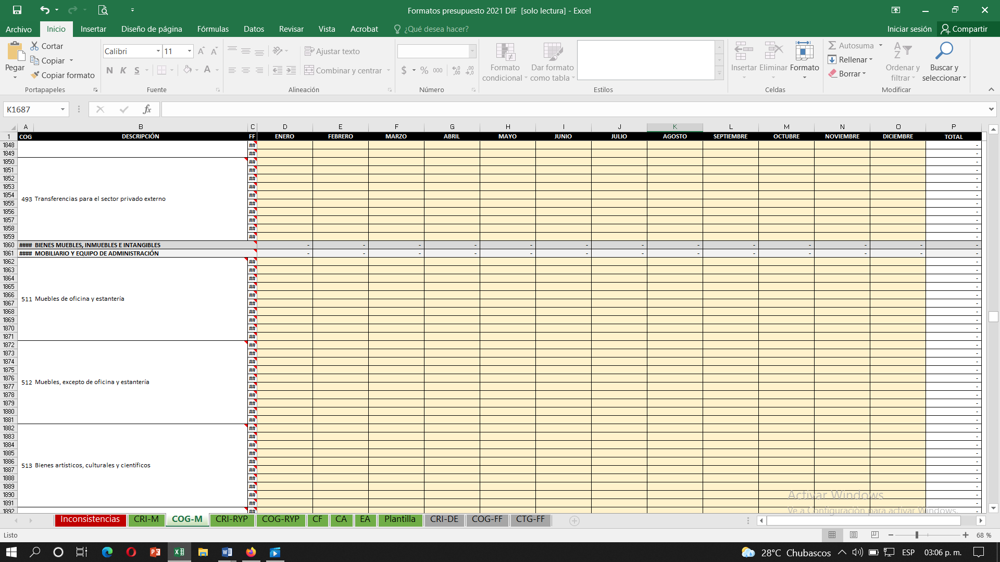 Formatos presupuesto 2021 DIF [solo lectura] - Excel
Archivo Inicio Insertar Diseño de página Fórmulas Datos Revisar Vista Acrobat ¿Qué desea hacer? Iniciar sesión Compartir
Pegar
Cortar
Copiar
Copiar formato
Portapapeles
Calibri 11
N K S
Fuente
Ajustar texto
Combinar y centrar
Alineación
$ % 000
Número
Formato condicional
Dar formato como tabla
Estilos
Insertar Eliminar Formato
Celdas
Autosuma
Rellenar
Borrar
Ordenar y filtrar
Buscar y seleccionar
Modificar
K1687 fx
A B C D E F G H I J K L M N O P
1 COG DESCRIPCIÓN FF ENERO FEBRERO MARZO ABRIL MAYO JUNIO JULIO AGOSTO SEPTIEMBRE OCTUBRE NOVIEMBRE DICIEMBRE TOTAL
1848 ## -
1849 ## -
1850 ## -
1851 ## -
1852 ## -
1853 ## -
1854 ## -
493 Transferencias para el sector privado externo
1855 ## -
1856 ## -
1857 ## -
1858 ## -
1859 ## -
1860 #### BIENES MUEBLES, INMUEBLES E INTANGIBLES - - - - - - - - - - - - -
1861 #### MOBILIARIO Y EQUIPO DE ADMINISTRACIÓN - - - - - - - - - - - - -
1862 ## -
1863 ## -
1864 ## -
1865 ## -
1866 ## -
511 Muebles de oficina y estantería
1867 ## -
1868 ## -
1869 ## -
1870 ## -
1871 ## -
1872 ## -
1873 ## -
1874 ## -
1875 ## -
1876 ## -
512 Muebles, excepto de oficina y estantería
1877 ## -
1878 ## -
1879 ## -
1880 ## -
1881 ## -
1882 ## -
1883 ## -
1884 ## -
1885 ## -
1886 ## -
513 Bienes artísticos, culturales y científicos
1887 ## -
1888 ## -
1889 ## -
1890 ## -
1891 ## -
1892 ## -
Activar Windows
Ve a Configuración para activar Windows.
Inconsistencias CRI-M COG-M CRI-RYP COG-RYP CF CA EA Plantilla CRI-DE COG-FF CTG-FF
Listo 68 %
28°C Chubascos ESP 03:06 p. m.